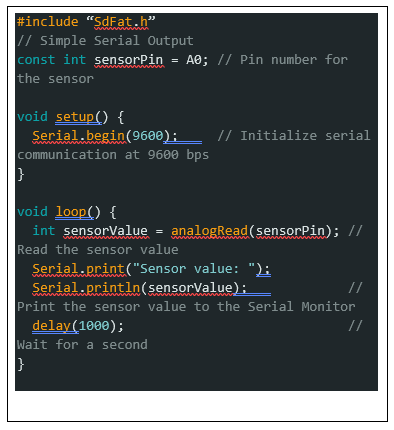 #include “SdFat.h”
// Simple Serial Output
const int sensorPin = A0; // Pin number for
the sensor
void setup() {
  Serial.begin(9600);    // Initialize serial
communication at 9600 bps
}
void loop() {
  int sensorValue = analogRead(sensorPin); //
Read the sensor value
  Serial.print("Sensor value: ");
  Serial.println(sensorValue);             //
Print the sensor value to the Serial Monitor
  delay(1000);                             //
Wait for a second
}